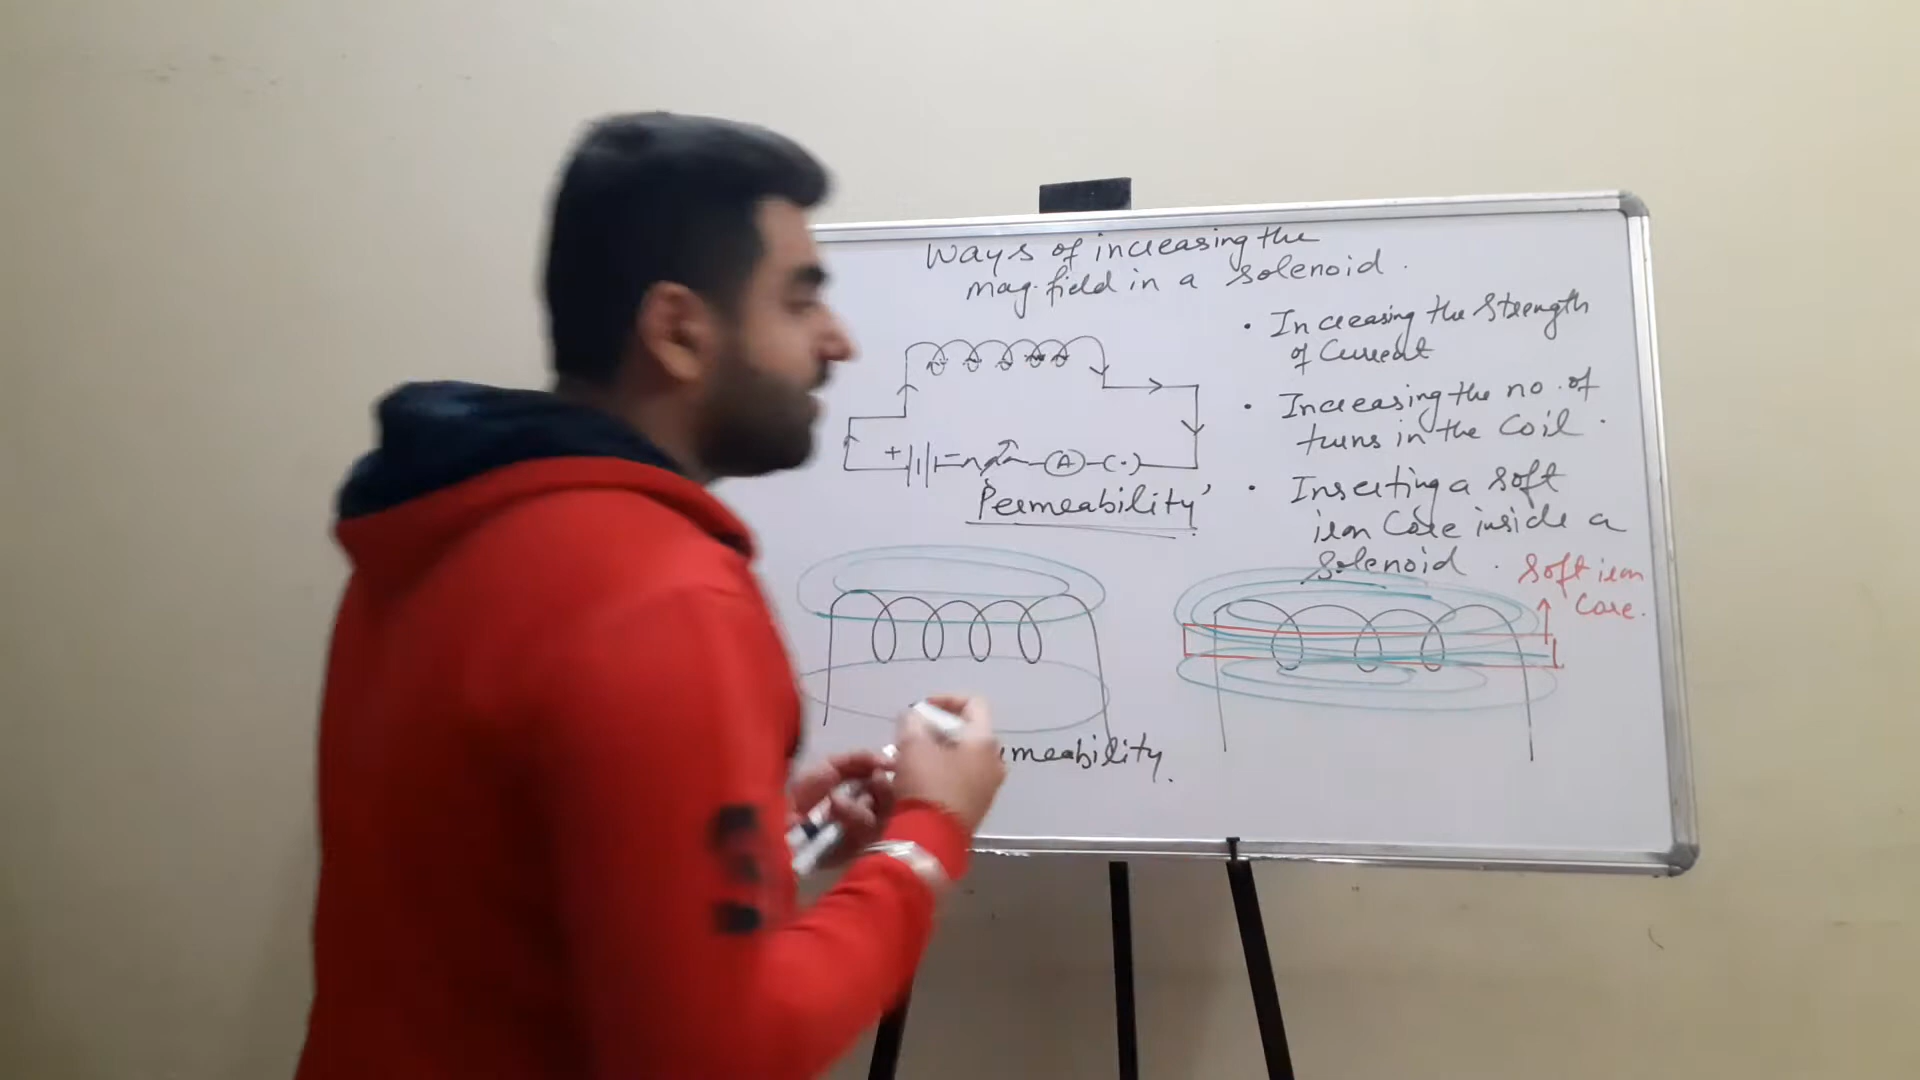 Ways of increasing the
mag. field in a solenoid.
• Increasing the strength
of Current
• Increasing the no. of
turns in the Coil.
• Inserting a soft
iron Core inside a
solenoid.
+ -
A
(•)
'Permeability'
soft iron
Core.
meability.